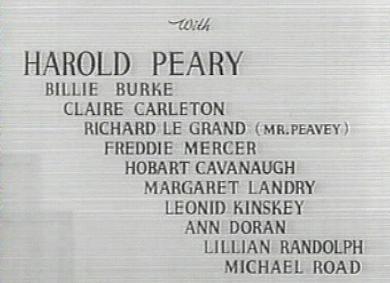 With
HAROLD PEARY
BILLIE BURKE
CLAIRE CARLETON
RICHARD LE GRAND (MR. PEAVEY)
FREDDIE MERCER
HOBART CAVANAUGH
MARGARET LANDRY
LEONID KINSKEY
ANN DORAN
LILLIAN RANDOLPH
MICHAEL ROAD